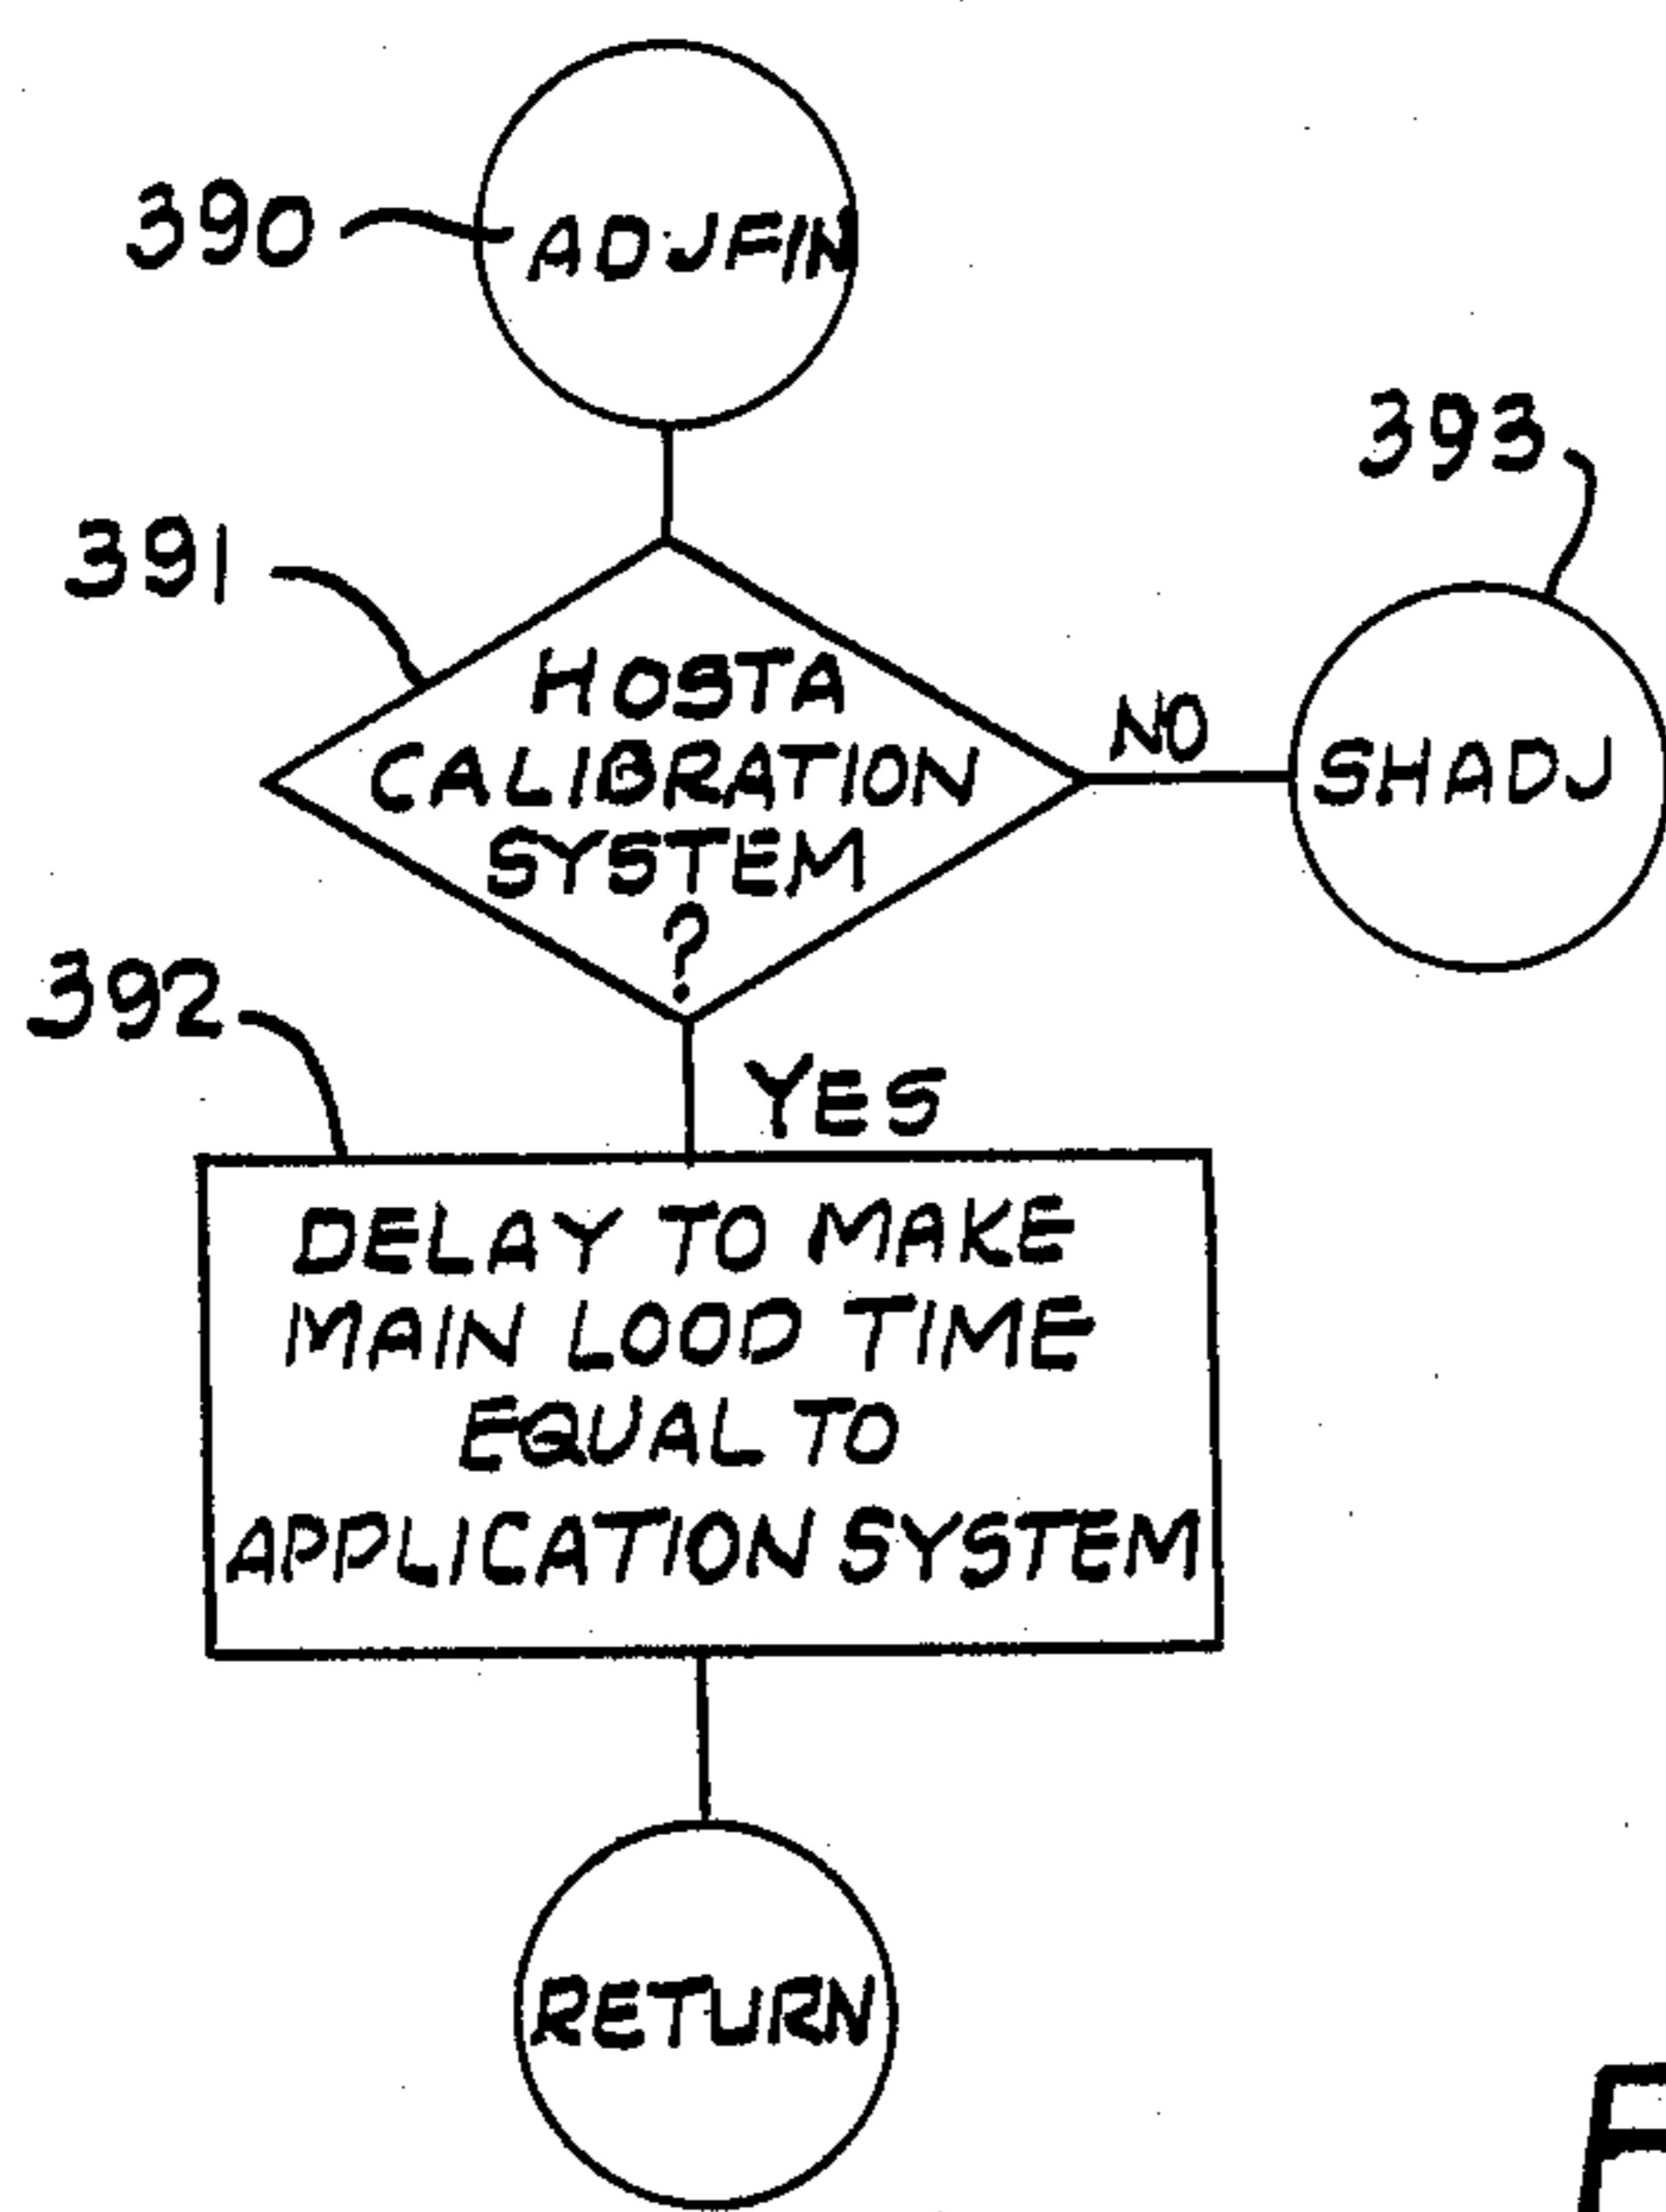 390
ADJFIN
393
391
HOSTA
CALIBRATION
SYSTEM
?
NO
SHADJ
392
YES
DELAY TO MAKE
MAIN LOOD TIME
EQUAL TO
APPLICATION SYSTEM
RETURN